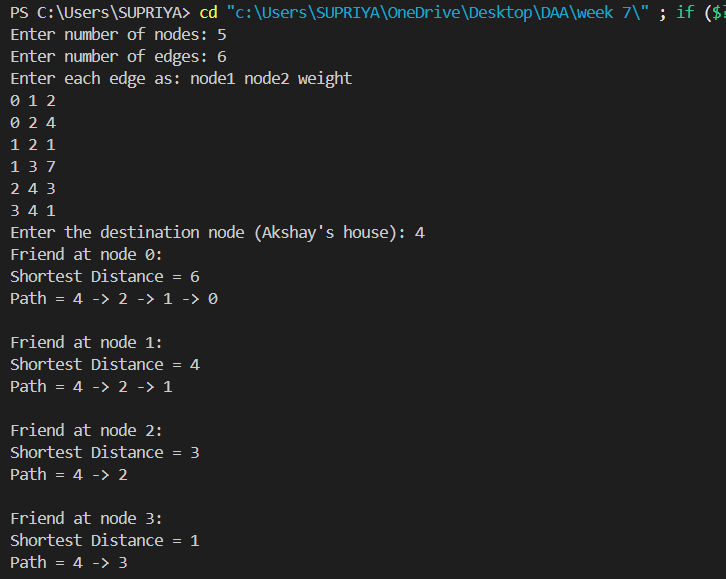 PS C:\Users\SUPRIYA> cd "c:\Users\SUPRIYA\OneDrive\Desktop\DAA\week 7\" ; if ($?
Enter number of nodes: 5
Enter number of edges: 6
Enter each edge as: node1 node2 weight
0 1 2
0 2 4
1 2 1
1 3 7
2 4 3
3 4 1
Enter the destination node (Akshay's house): 4
Friend at node 0:
Shortest Distance = 6
Path = 4 -> 2 -> 1 -> 0
Friend at node 1:
Shortest Distance = 4
Path = 4 -> 2 -> 1
Friend at node 2:
Shortest Distance = 3
Path = 4 -> 2
Friend at node 3:
Shortest Distance = 1
Path = 4 -> 3